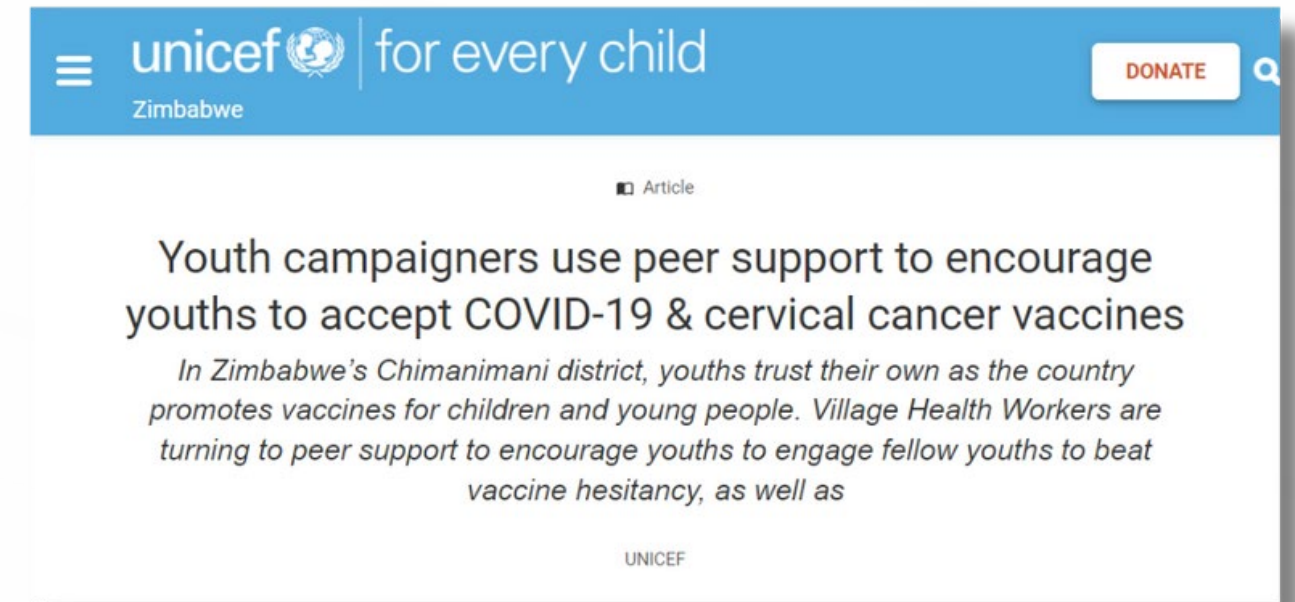 unicef for every child
DONATE
Zimbabwe
Article
Youth campaigners use peer support to encourage
youths to accept COVID-19 & cervical cancer vaccines
In Zimbabwe's Chimanimani district, youths trust their own as the country
promotes vaccines for children and young people. Village Health Workers are
turning to peer support to encourage youths to engage fellow youths to beat
vaccine hesitancy, as well as
UNICEF